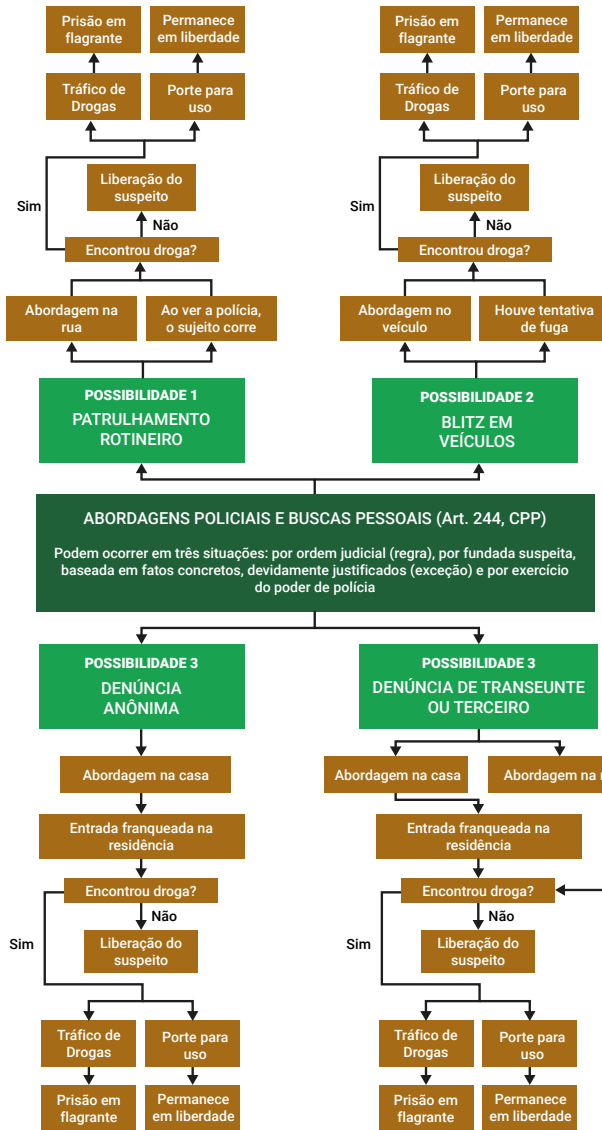 Prisão em
flagrante
Permanece
em liberdade
Tráfico de
Drogas
Porte para
uso
Liberação do
suspeito
Sim
Não
Encontrou droga?
Abordagem na
rua
Ao ver a polícia,
o sujeito corre
POSSIBILIDADE 1
PATRULHAMENTO
ROTINEIRO
Prisão em
flagrante
Permanece
em liberdade
Tráfico de
Drogas
Porte para
uso
Liberação do
suspeito
Sim
Não
Encontrou droga?
Abordagem no
veículo
Houve tentativa
de fuga
POSSIBILIDADE 2
BLITZ EM
VEÍCULOS
ABORDAGENS POLICIAIS E BUSCAS PESSOAIS (Art. 244, CPP)
Podem ocorrer em três situações: por ordem judicial (regra), por fundada suspeita,
baseada em fatos concretos, devidamente justificados (exceção) e por exercício
do poder de polícia
POSSIBILIDADE 3
DENÚNCIA
ANÔNIMA
Abordagem na casa
Entrada franqueada na
residência
Encontrou droga?
Não
Sim
Liberação do
suspeito
Tráfico de
Drogas
Porte para
uso
Prisão em
flagrante
Permanece
em liberdade
POSSIBILIDADE 3
DENÚNCIA DE TRANSEUNTE
OU TERCEIRO
Abordagem na casa
Abordagem na
Entrada franqueada na
residência
Encontrou droga?
Não
Sim
Liberação do
suspeito
Tráfico de
Drogas
Porte para
uso
Prisão em
flagrante
Permanece
em liberdade